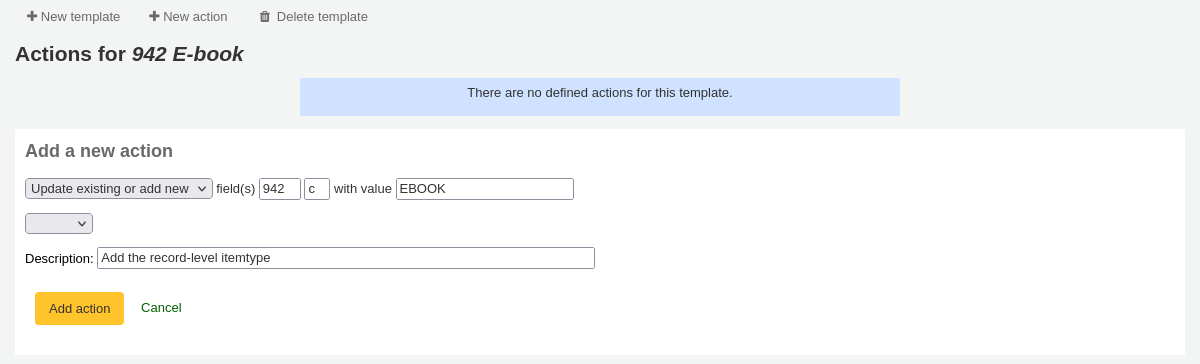 New template New action Delete template
Actions for 942 E-book
There are no defined actions for this template.
Add a new action
Update existing or add new field(s) 942 c with value EBOOK
Description: Add the record-level itemtype
Add action Cancel